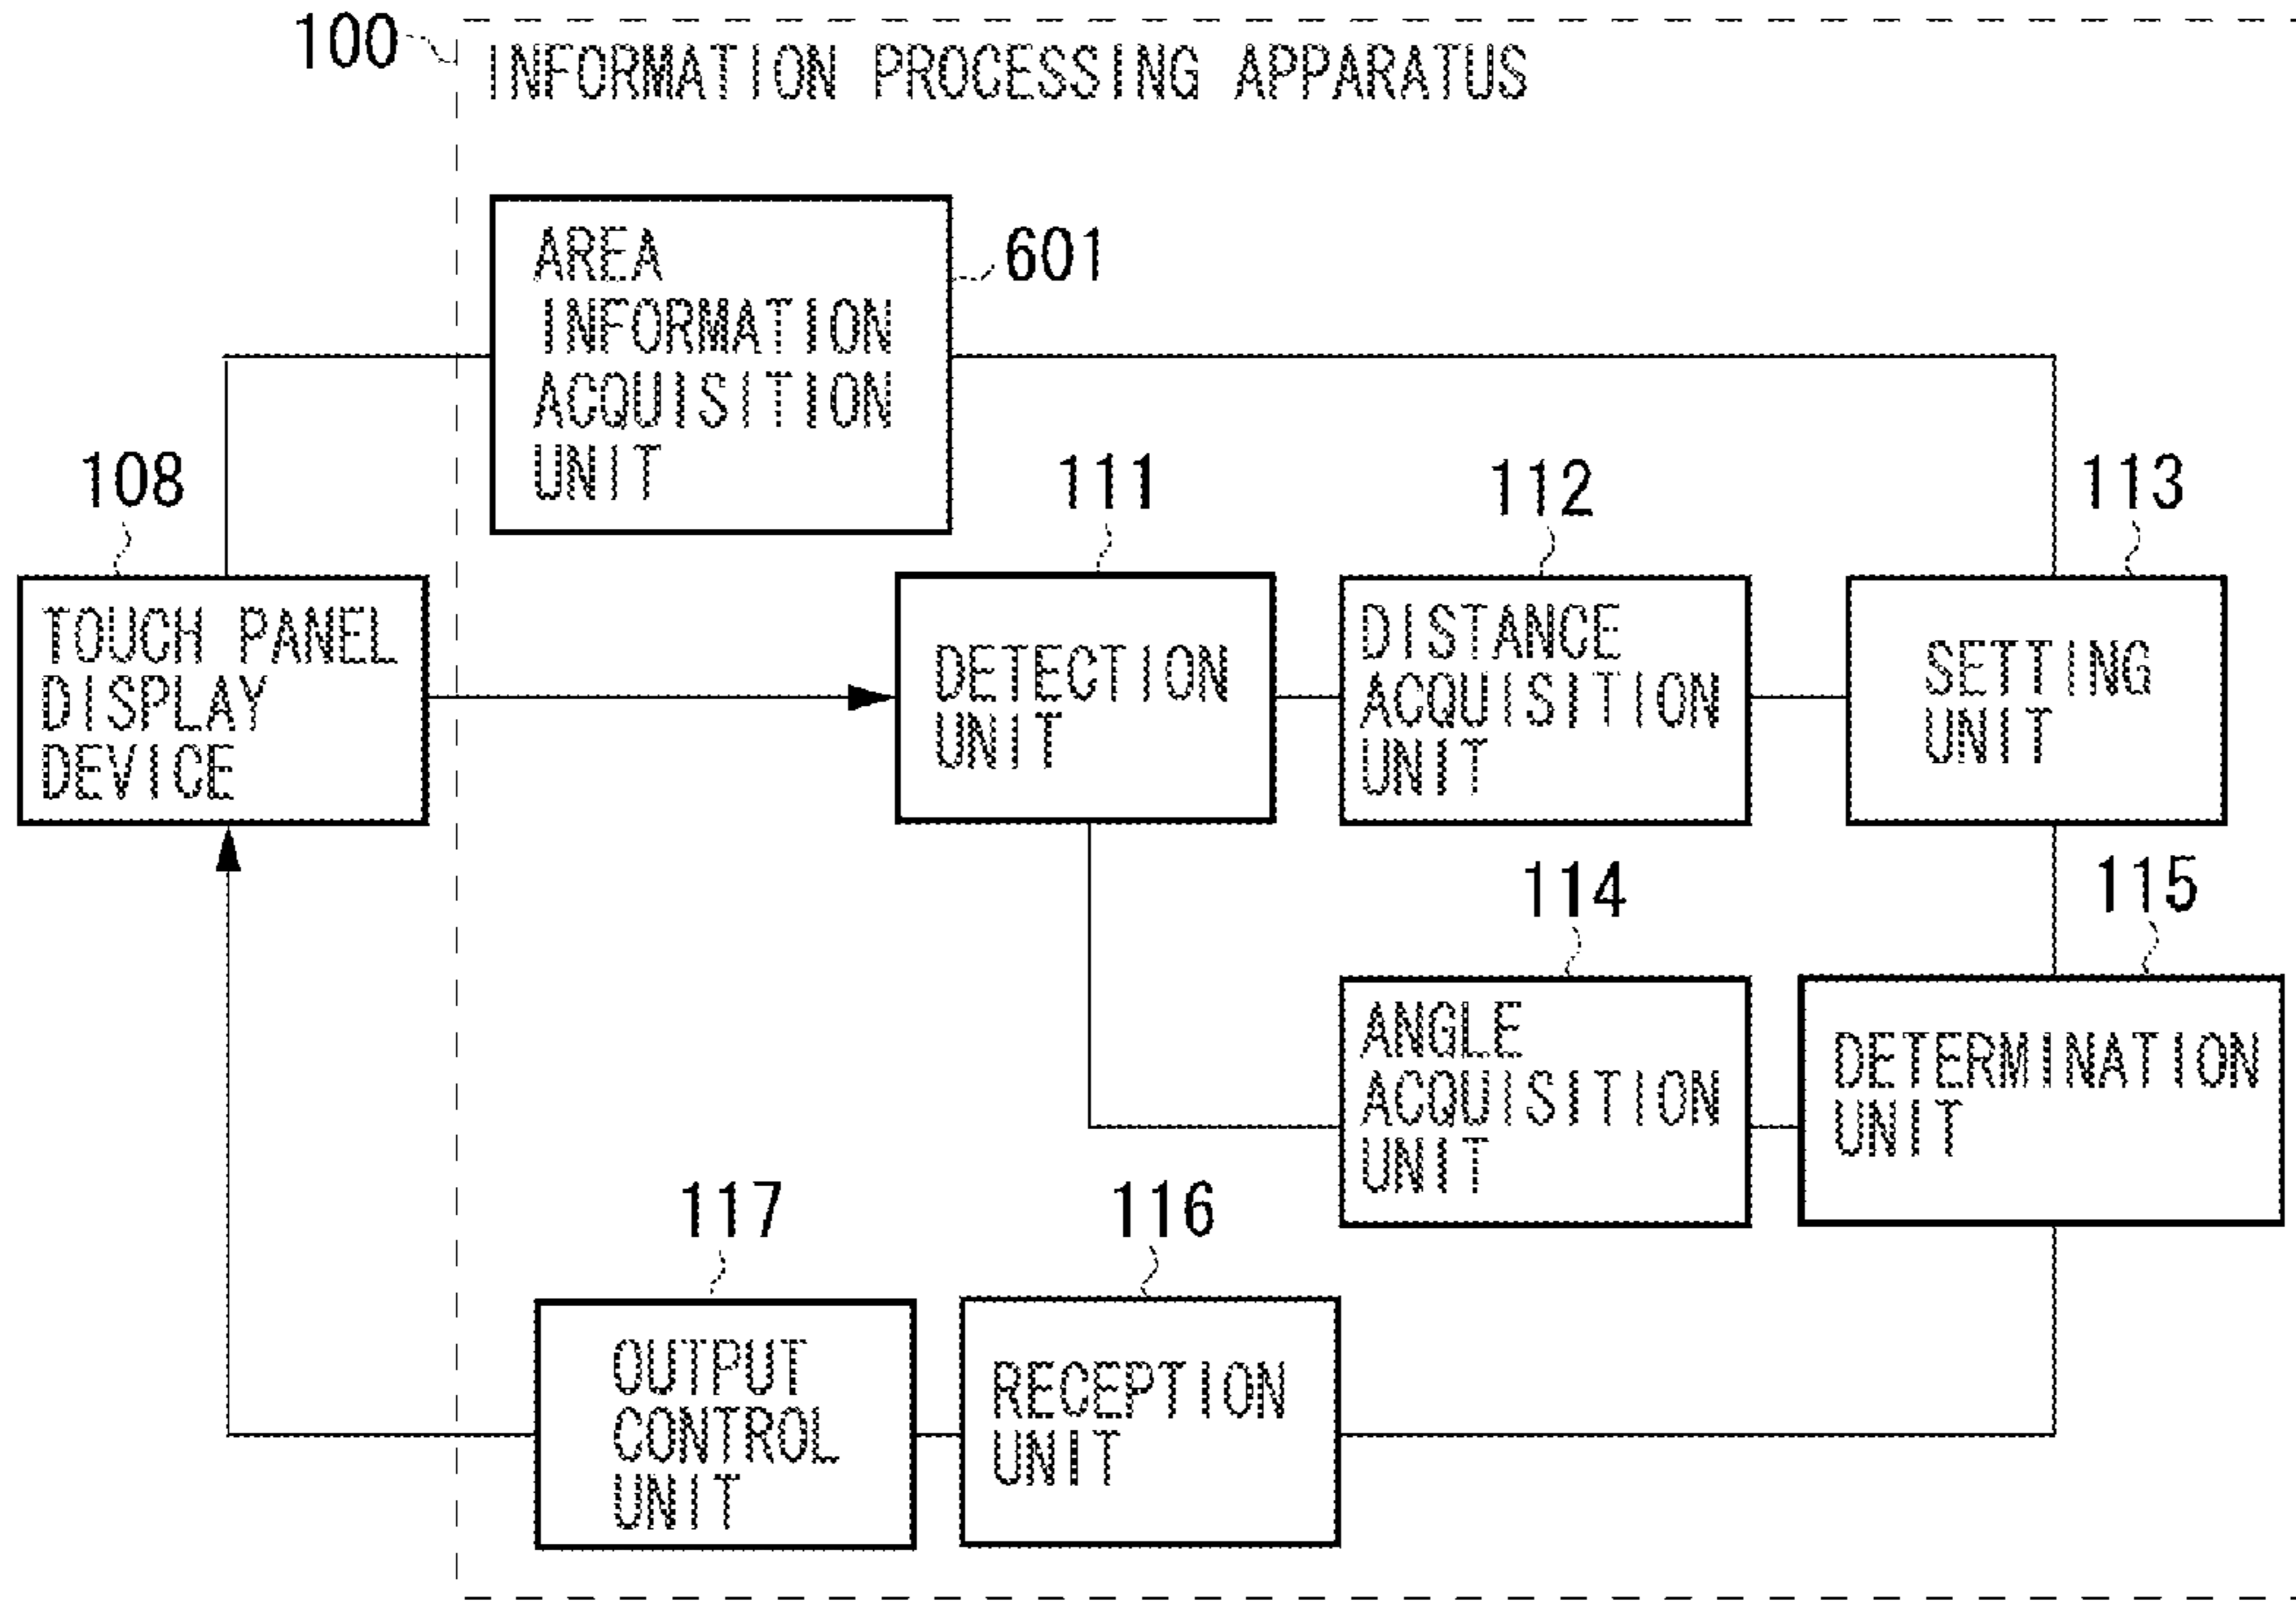 100
INFORMATION PROCESSING APPARATUS
AREA
INFORMATION
ACQUISITION
UNIT
601
108
TOUCH PANEL
DISPLAY
DEVICE
111
DETECTION
UNIT
112
DISTANCE
ACQUISITION
UNIT
113
SETTING
UNIT
114
ANGLE
ACQUISITION
UNIT
115
DETERMINATION
UNIT
117
OUTPUT
CONTROL
UNIT
116
RECEPTION
UNIT